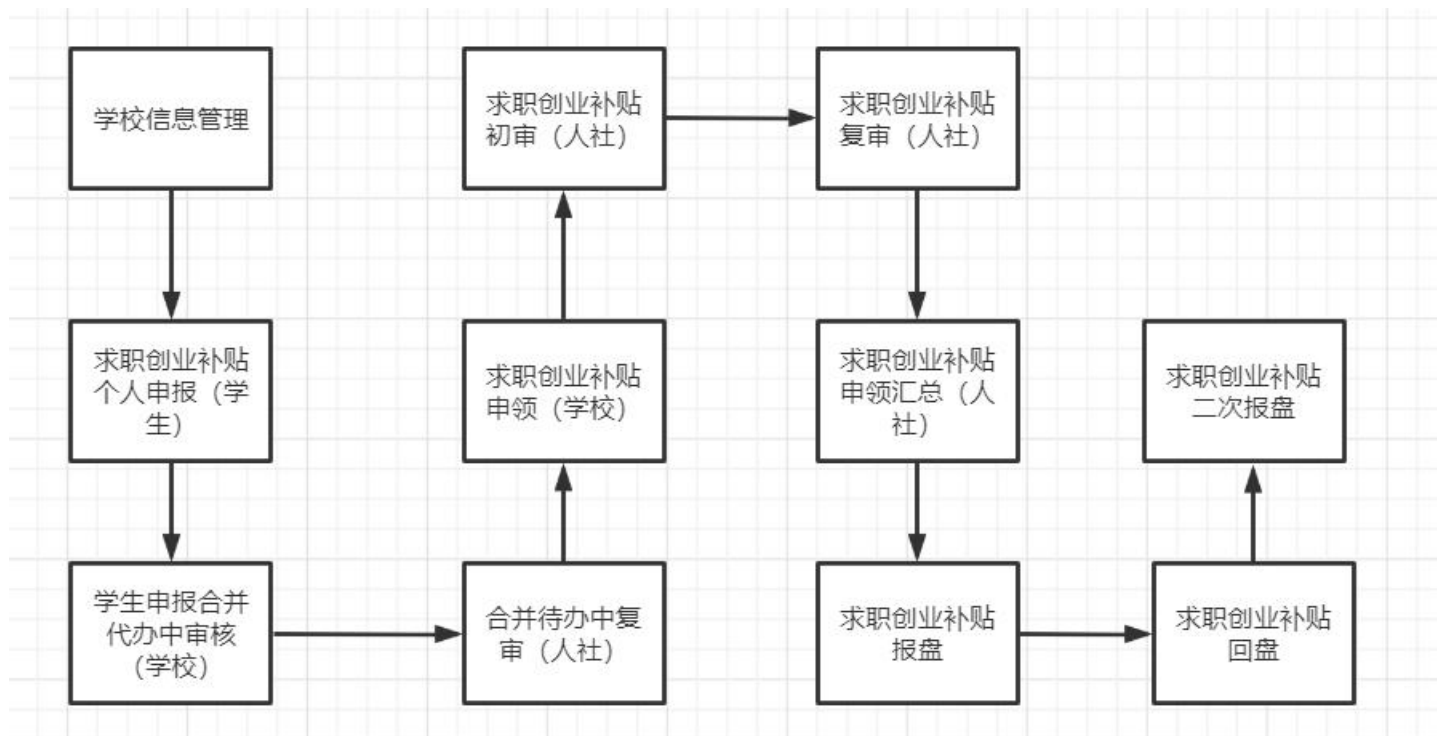 学校信息管理
求职创业补贴
个人申报（学
生）
学生申报合并
代办中审核
（学校）
合并待办中复
审（人社）
求职创业补贴
申领（学校）
求职创业补贴
初审（人社）
求职创业补贴
复审（人社）
求职创业补贴
申领汇总（人
社）
求职创业补贴
报盘
求职创业补贴
回盘
求职创业补贴
二次报盘